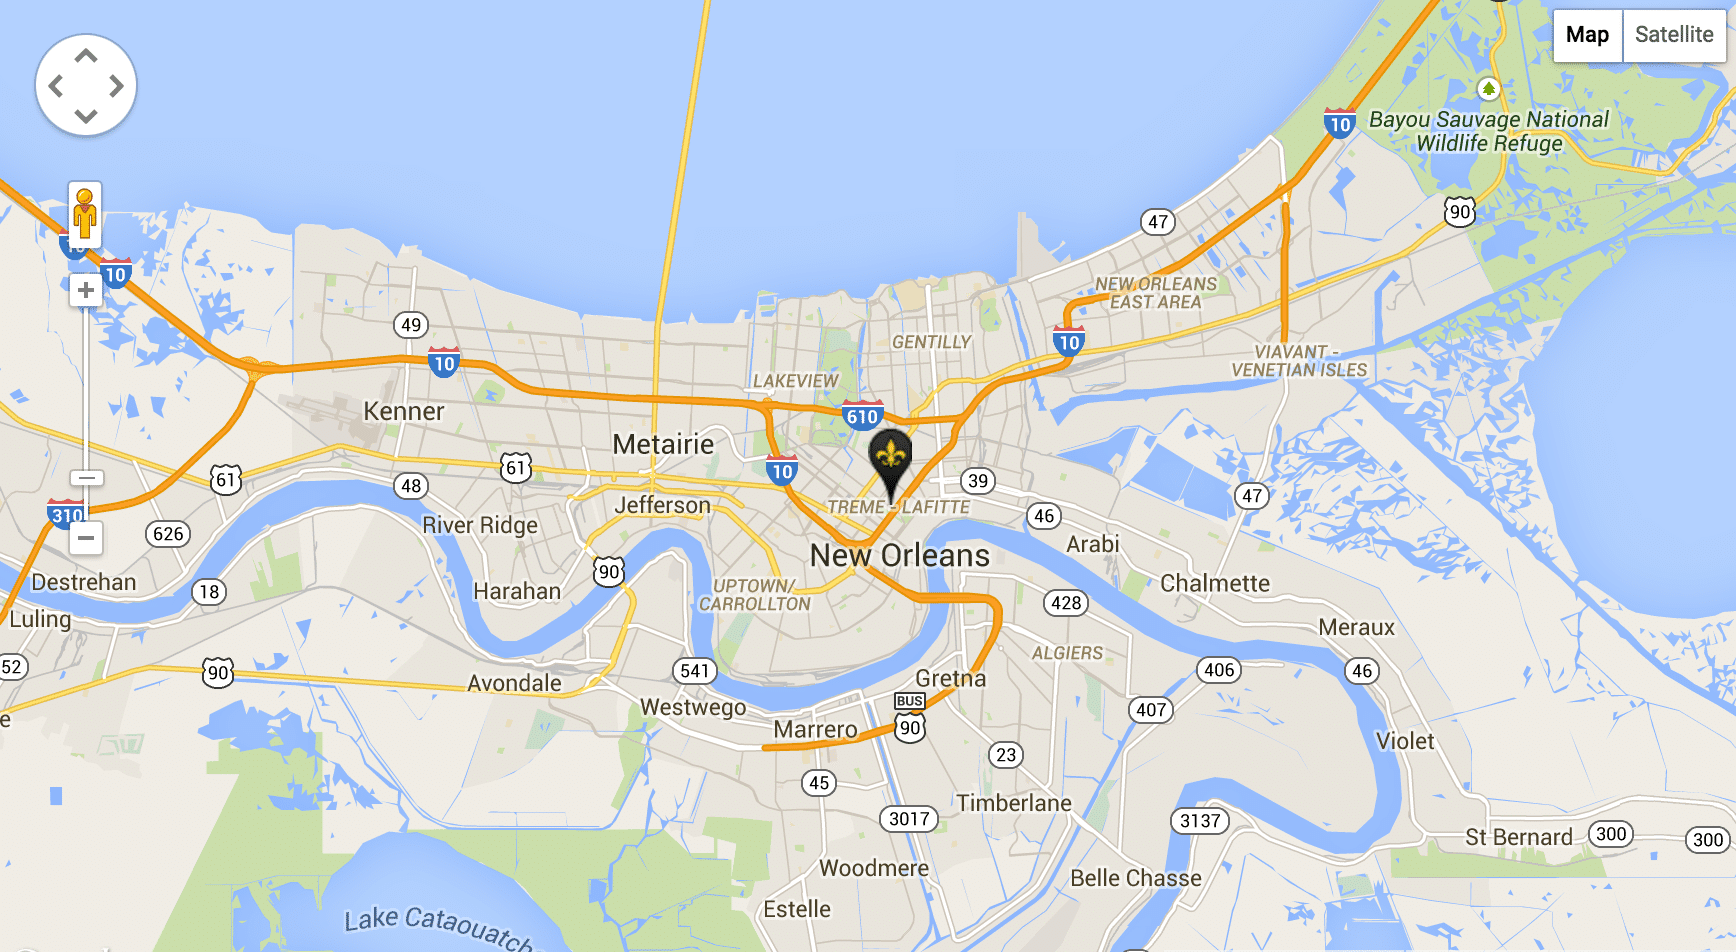 Map
Satellite
Bayou Sauvage National
Wildlife Refuge
10
47
90
10
10
NEW ORLEANS
EAST AREA
49
10
10
GENTILLY
VIAVANT -
VENETIAN ISLES
LAKEVIEW
Kenner
610
Metairie
61
61
10
39
48
47
310
626
Jefferson
TREME - LAFITTE
46
River Ridge
New Orleans
Arabi
90
Destrehan
Harahan
UPTOWN/
CARROLLTON
Chalmette
18
428
Luling
Meraux
ALGIERS
52
90
541
406
46
Avondale
Gretna
Westwego
BUS
90
407
e
Marrero
Violet
23
45
Timberlane
3017
3137
St Bernard
300
300
Woodmere
Belle Chasse
Estelle
Lake Cataouatch